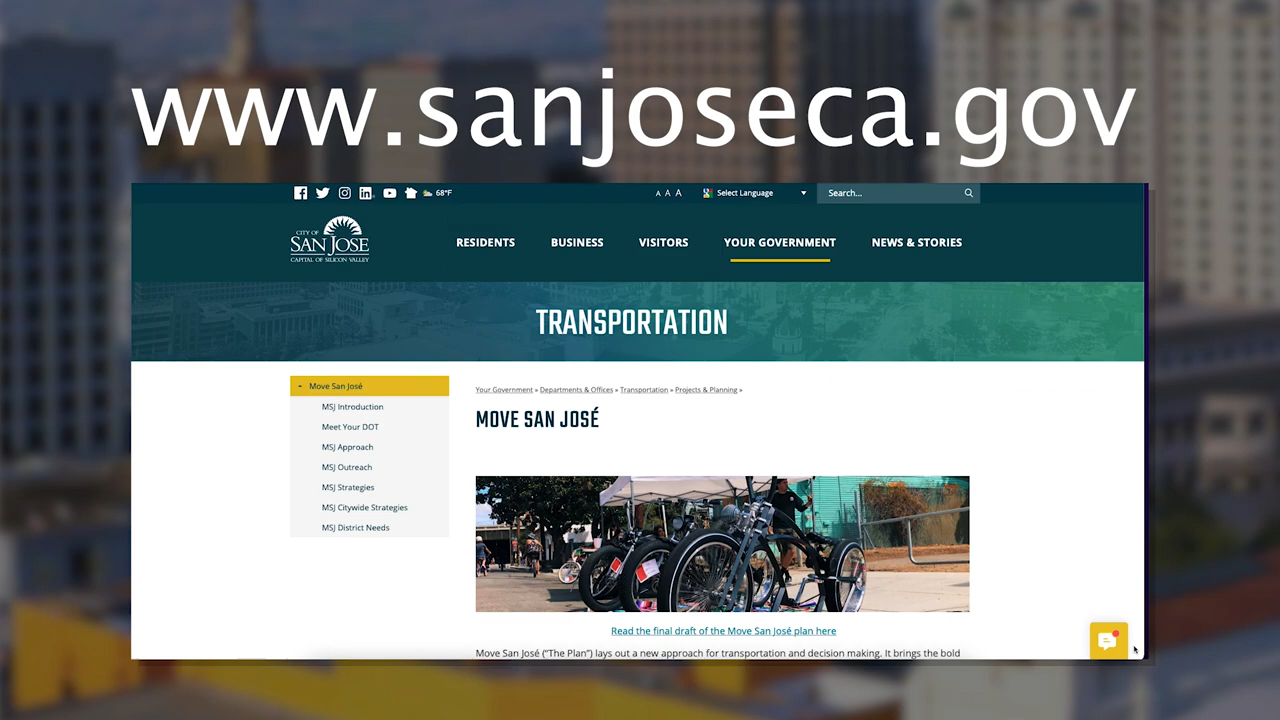 www.sanjoseca.gov
68°F
A A A
Select Language
Search...
CITY OF
SAN JOSE
CAPITAL OF SILICON VALLEY
RESIDENTS BUSINESS VISITORS YOUR GOVERNMENT NEWS & STORIES
TRANSPORTATION
- Move San José
MSJ Introduction
Meet Your DOT
MSJ Approach
MSJ Outreach
MSJ Strategies
MSJ Citywide Strategies
MSJ District Needs
Your Government » Departments & Offices » Transportation » Projects & Planning »
MOVE SAN JOSÉ
Read the final draft of the Move San José plan here
Move San José (“The Plan”) lays out a new approach for transportation and decision making. It brings the bold